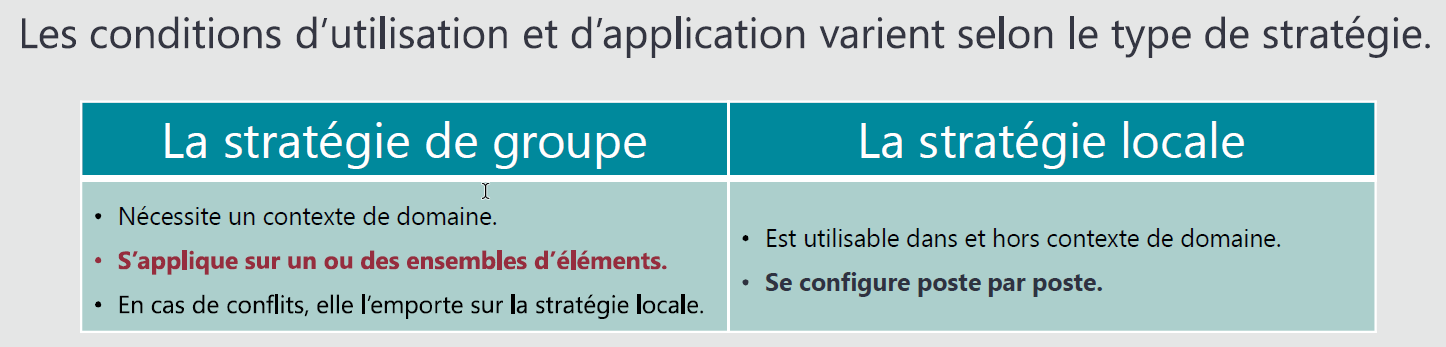 Les conditions d’utilisation et d’application varient selon le type de stratégie.
La stratégie de groupe
La stratégie locale
• Nécessite un contexte de domaine.
• S’applique sur un ou des ensembles d’éléments.
• En cas de conflits, elle l’emporte sur la stratégie locale.
• Est utilisable dans et hors contexte de domaine.
• Se configure poste par poste.